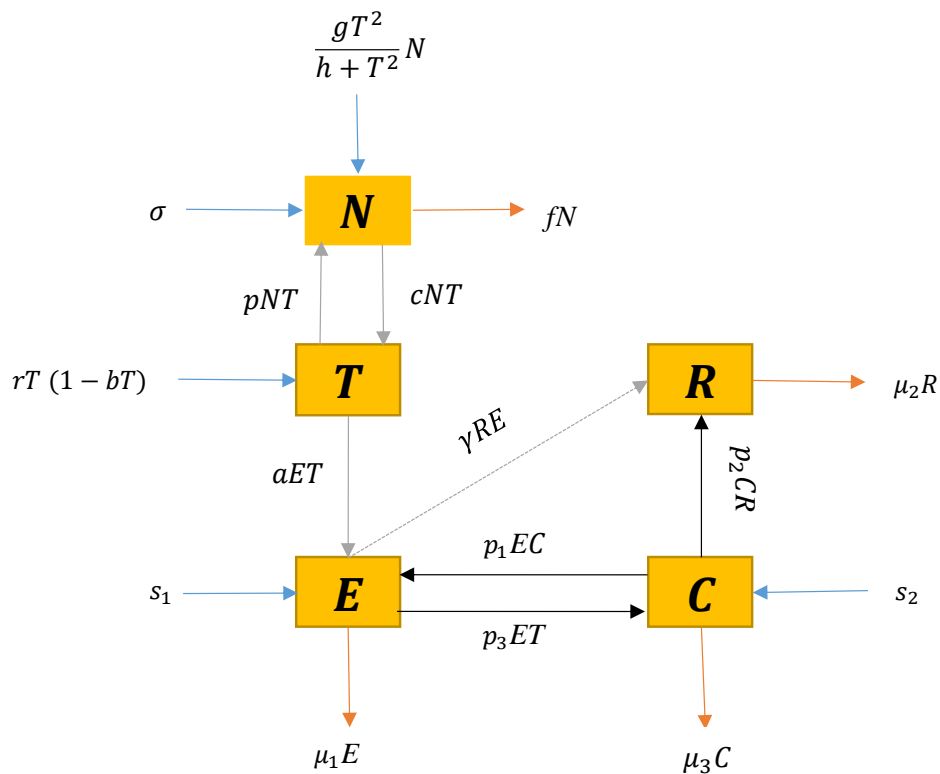 gT²
h + T² N
σ
N
fN
pNT
cNT
rT (1 − bT)
T
R
μ₂R
γRE
aET
p₂CR
p₁EC
s₁
E
C
s₂
p₃ET
μ₁E
μ₃C